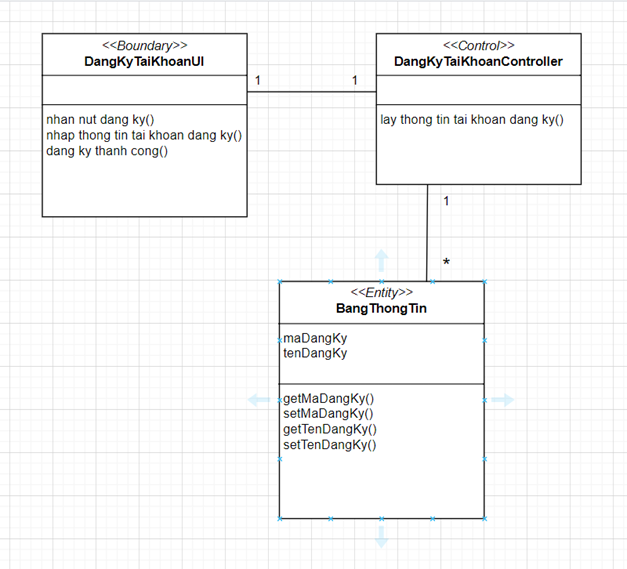 <<Boundary>>
DangKyTaiKhoanUI
nhan nut dang ky()
nhap thong tin tai khoan dang ky()
dang ky thanh cong()
1
1
<<Control>>
DangKyTaiKhoanController
lay thong tin tai khoan dang ky()
1
*
<<Entity>>
BangThongTin
maDangKy
tenDangKy
getMaDangKy()
setMaDangKy()
getTenDangKy()
setTenDangKy()